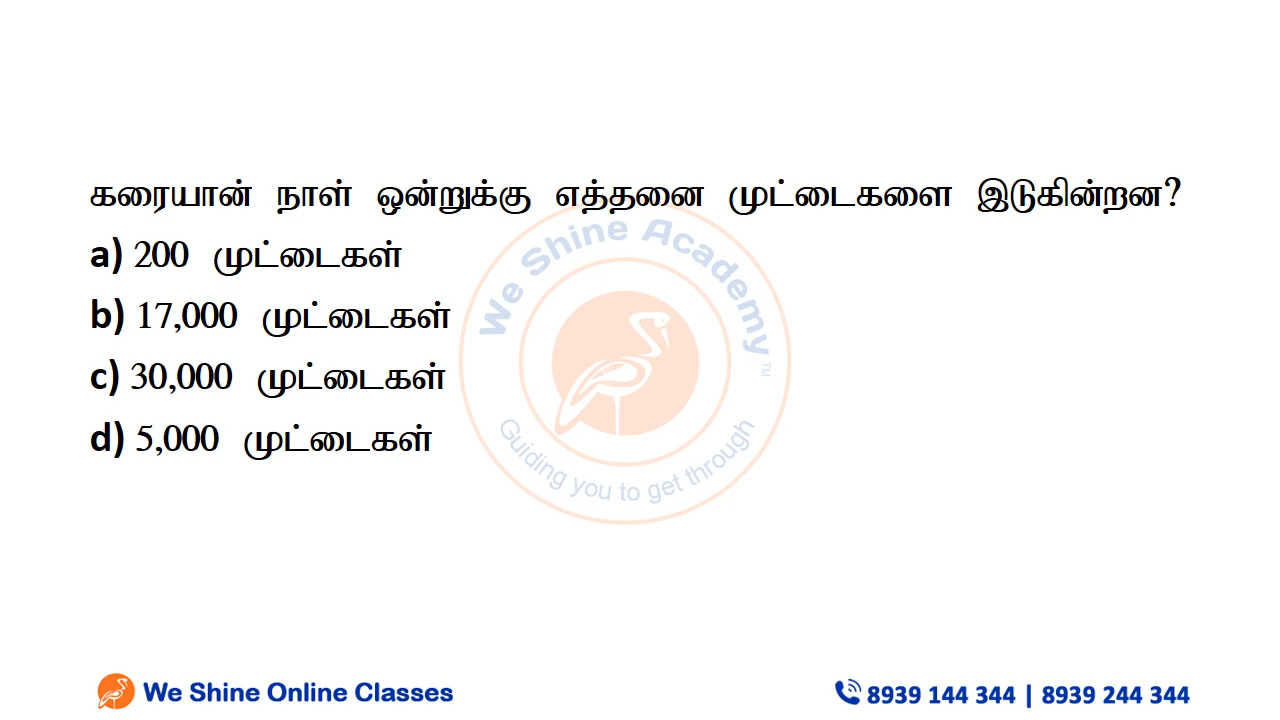 கரையான் நாள் ஒன்றுக்கு எத்தனை முட்டைகளை இடுகின்றன?
a) 200 முட்டைகள்
b) 17,000 முட்டைகள்
c) 30,000 முட்டைகள்
d) 5,000 முட்டைகள்
We Shine Academy TM
Guiding you to get through
We Shine Online Classes
8939 144 344 | 8939 244 344